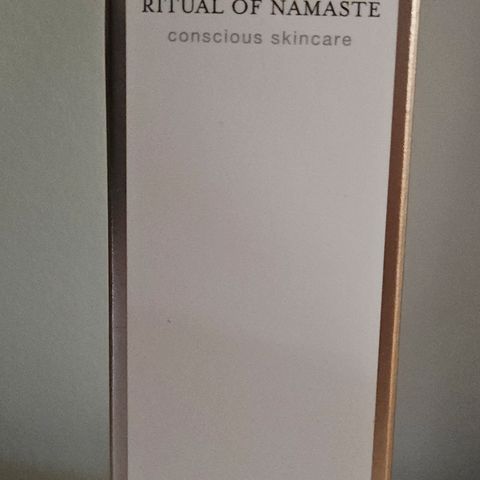 RITUAL OF NAMASTE
conscious skincare